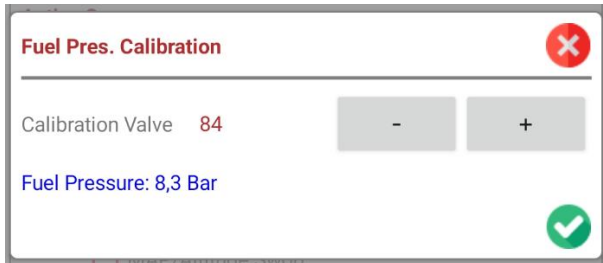 Fuel Pres. Calibration
Calibration Valve 84 - +
Fuel Pressure: 8,3 Bar